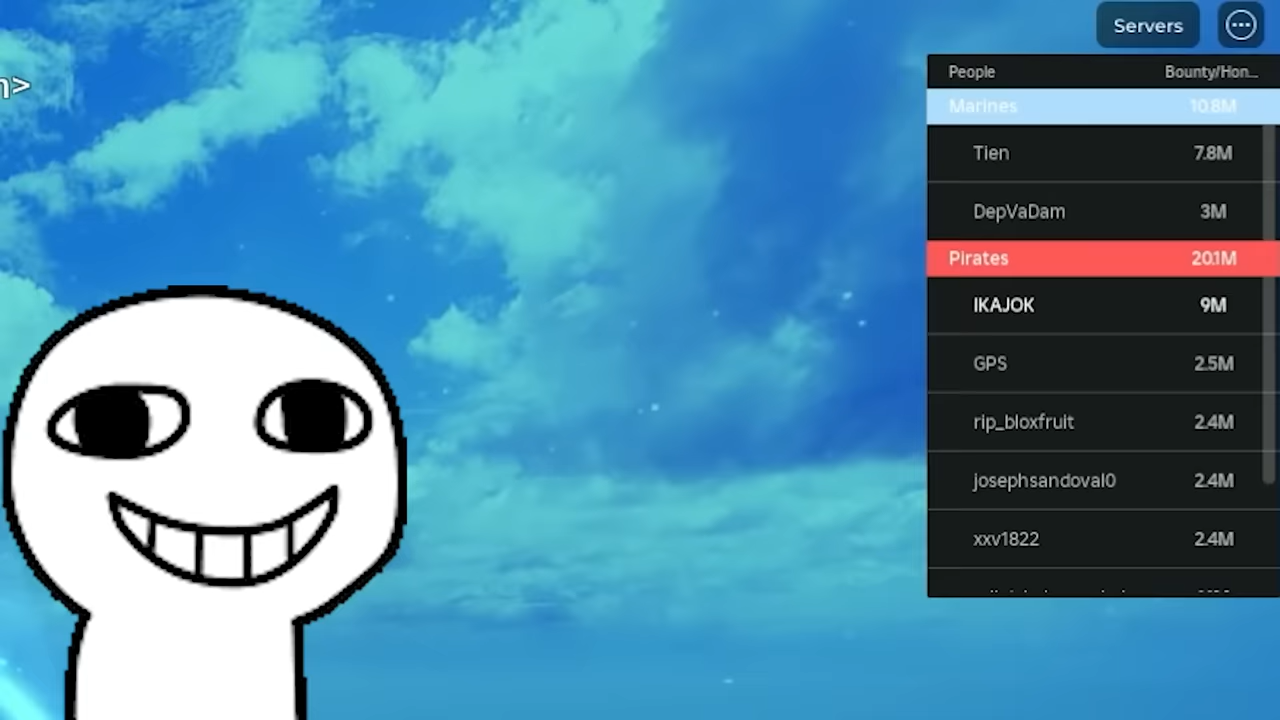 Servers
n>
People Bounty/Hon...
Marines 10.8M
Tien 7.8M
DepVaDam 3M
Pirates 20.1M
IKAJOK 9M
GPS 2.5M
rip_bloxfruit 2.4M
josephsandoval0 2.4M
xxv1822 2.4M